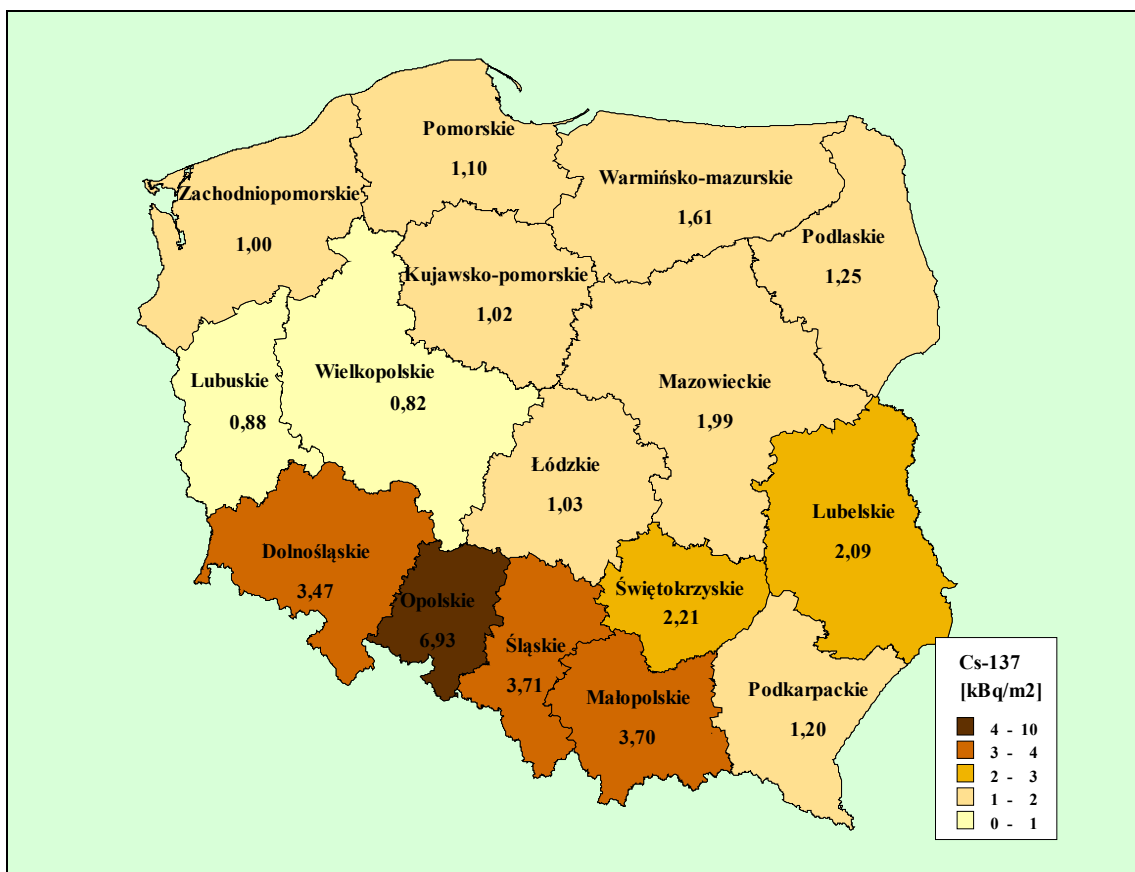 Pomorskie
1,10
Zachodniopomorskie
1,00
Warmińsko-mazurskie
1,61
Podlaskie
1,25
Kujawsko-pomorskie
1,02
Lubuskie
0,88
Wielkopolskie
0,82
Mazowieckie
1,99
Łódzkie
1,03
Lubelskie
2,09
Dolnośląskie
3,47
Opolskie
6,93
Śląskie
3,71
Świętokrzyskie
2,21
Małopolskie
3,70
Podkarpackie
1,20
Cs-137
[kBq/m2]
4 - 10
3 - 4
2 - 3
1 - 2
0 - 1